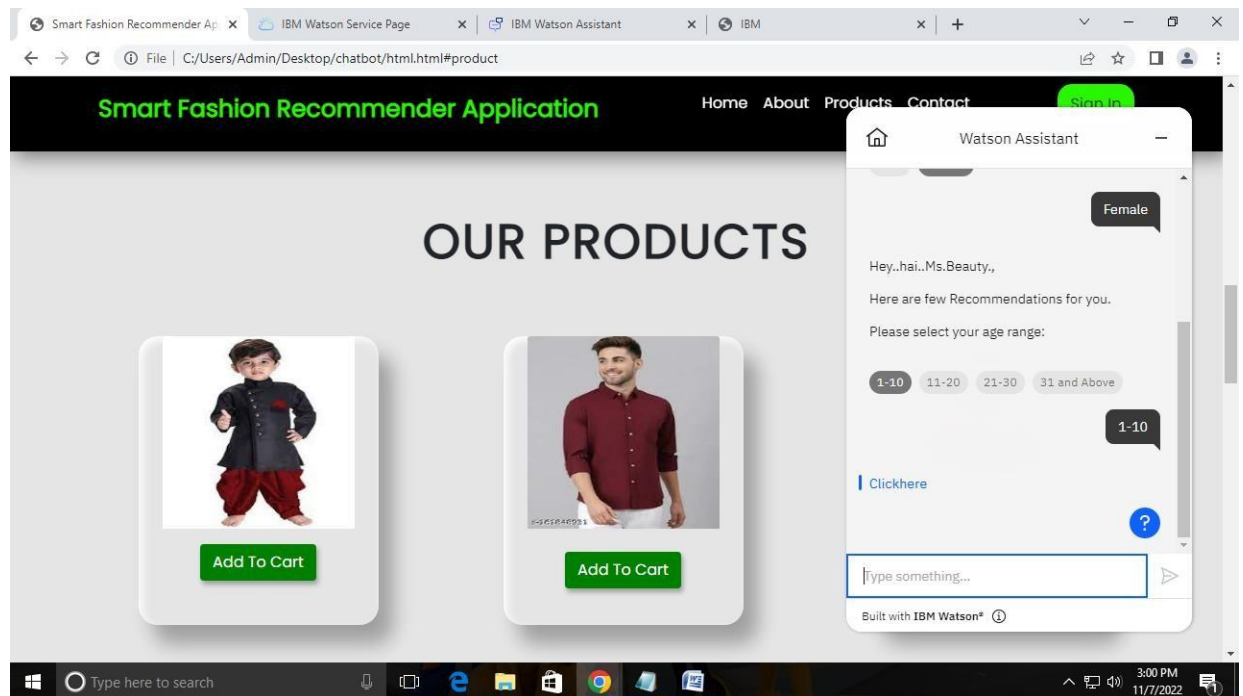 Smart Fashion Recommender Ap
IBM Watson Service Page
IBM Watson Assistant
IBM
File | C:/Users/Admin/Desktop/chatbot/html.html#product
Smart Fashion Recommender Application
Home About Products Contact
Sign In
Watson Assistant
Female
OUR PRODUCTS
Hey..hai..Ms.Beauty.,
Here are few Recommendations for you.
Please select your age range:
1-10 11-20 21-30 31 and Above
1-10
Clickhere
?
Add To Cart
Add To Cart
Type something...
Built with IBM Watson®
Type here to search
3:00 PM
11/7/2022